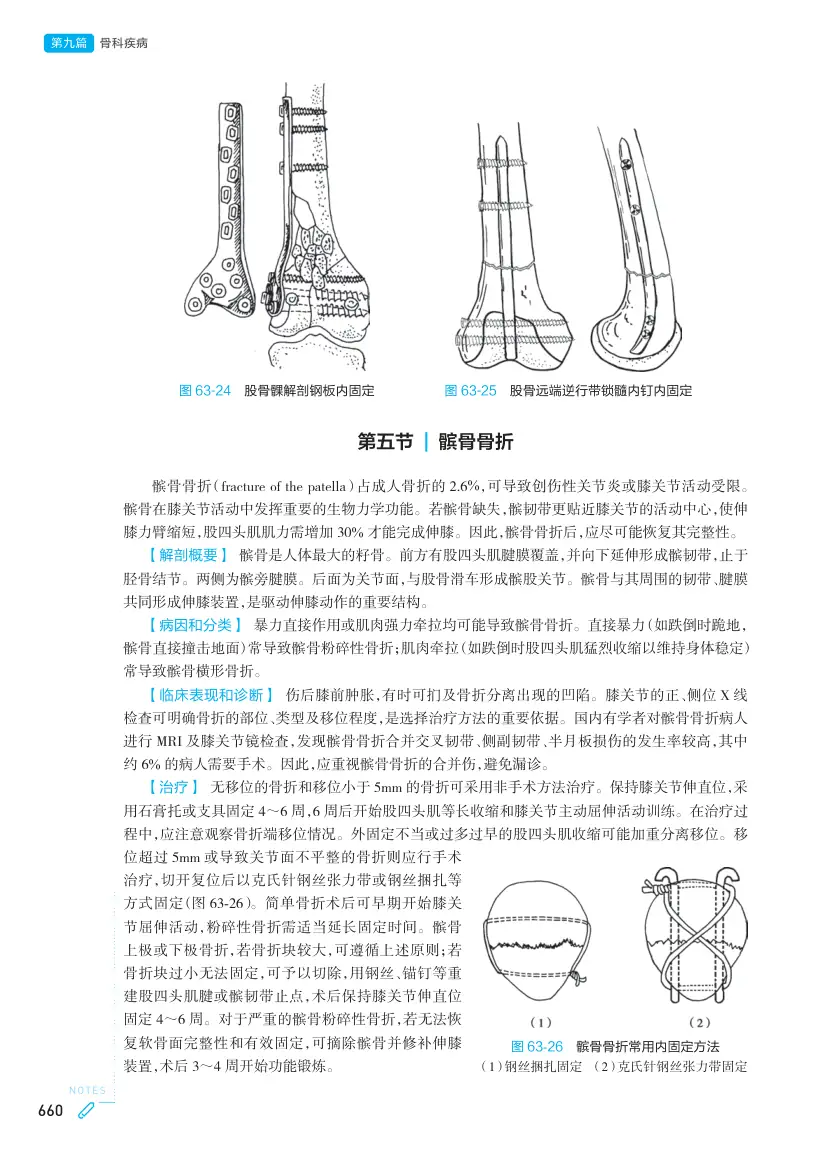 第九篇 骨科疾病
图 63-24 股骨髁解剖钢板内固定
图 63-25 股骨远端逆行带锁髓内钉内固定
第五节 | 髌骨骨折
髌骨骨折(fracture of the patella)占成人骨折的 2.6%,可导致创伤性关节炎或膝关节活动受限。
髌骨在膝关节活动中发挥重要的生物力学功能。若髌骨缺失,髌韧带更贴近膝关节的活动中心,使伸
膝力臂缩短,股四头肌肌力需增加 30% 才能完成伸膝。因此,髌骨骨折后,应尽可能恢复其完整性。
【解剖概要】 髌骨是人体最大的籽骨。前方有股四头肌腱膜覆盖,并向下延伸形成髌韧带,止于
胫骨结节。两侧为髌旁腱膜。后面为关节面,与股骨滑车形成髌股关节。髌骨与其周围的韧带、腱膜
共同形成伸膝装置,是驱动伸膝动作的重要结构。
【病因和分类】 暴力直接作用或肌肉强力牵拉均可能导致髌骨骨折。直接暴力(如跌倒时跪地,
髌骨直接撞击地面)常导致髌骨粉碎性骨折;肌肉牵拉(如跌倒时股四头肌猛烈收缩以维持身体稳定)
常导致髌骨横形骨折。
【临床表现和诊断】 伤后膝前肿胀,有时可扪及骨折分离出现的凹陷。膝关节的正、侧位 X 线
检查可明确骨折的部位、类型及移位程度,是选择治疗方法的重要依据。国内有学者对髌骨骨折病人
进行 MRI 及膝关节镜检查,发现髌骨骨折合并交叉韧带、侧副韧带、半月板损伤的发生率较高,其中
约 6% 的病人需要手术。因此,应重视髌骨骨折的合并伤,避免漏诊。
【治疗】 无移位的骨折和移位小于 5mm 的骨折可采用非手术方法治疗。保持膝关节伸直位,采
用石膏托或支具固定 4～6 周,6 周后开始股四头肌等长收缩和膝关节主动屈伸活动训练。在治疗过
程中,应注意观察骨折端移位情况。外固定不当或过多过早的股四头肌收缩可能加重分离移位。移
位超过 5mm 或导致关节面不平整的骨折则应行手术
治疗,切开复位后以克氏针钢丝张力带或钢丝捆扎等
方式固定(图 63-26)。简单骨折术后可早期开始膝关
节屈伸活动,粉碎性骨折需适当延长固定时间。髌骨
上极或下极骨折,若骨折块较大,可遵循上述原则;若
骨折块过小无法固定,可予以切除,用钢丝、锚钉等重
建股四头肌腱或髌韧带止点,术后保持膝关节伸直位
固定 4～6 周。对于严重的髌骨粉碎性骨折,若无法恢
复软骨面完整性和有效固定,可摘除髌骨并修补伸膝
装置,术后 3～4 周开始功能锻炼。
(1) (2)
图 63-26 髌骨骨折常用内固定方法
(1)钢丝捆扎固定 (2)克氏针钢丝张力带固定
NOTES
660